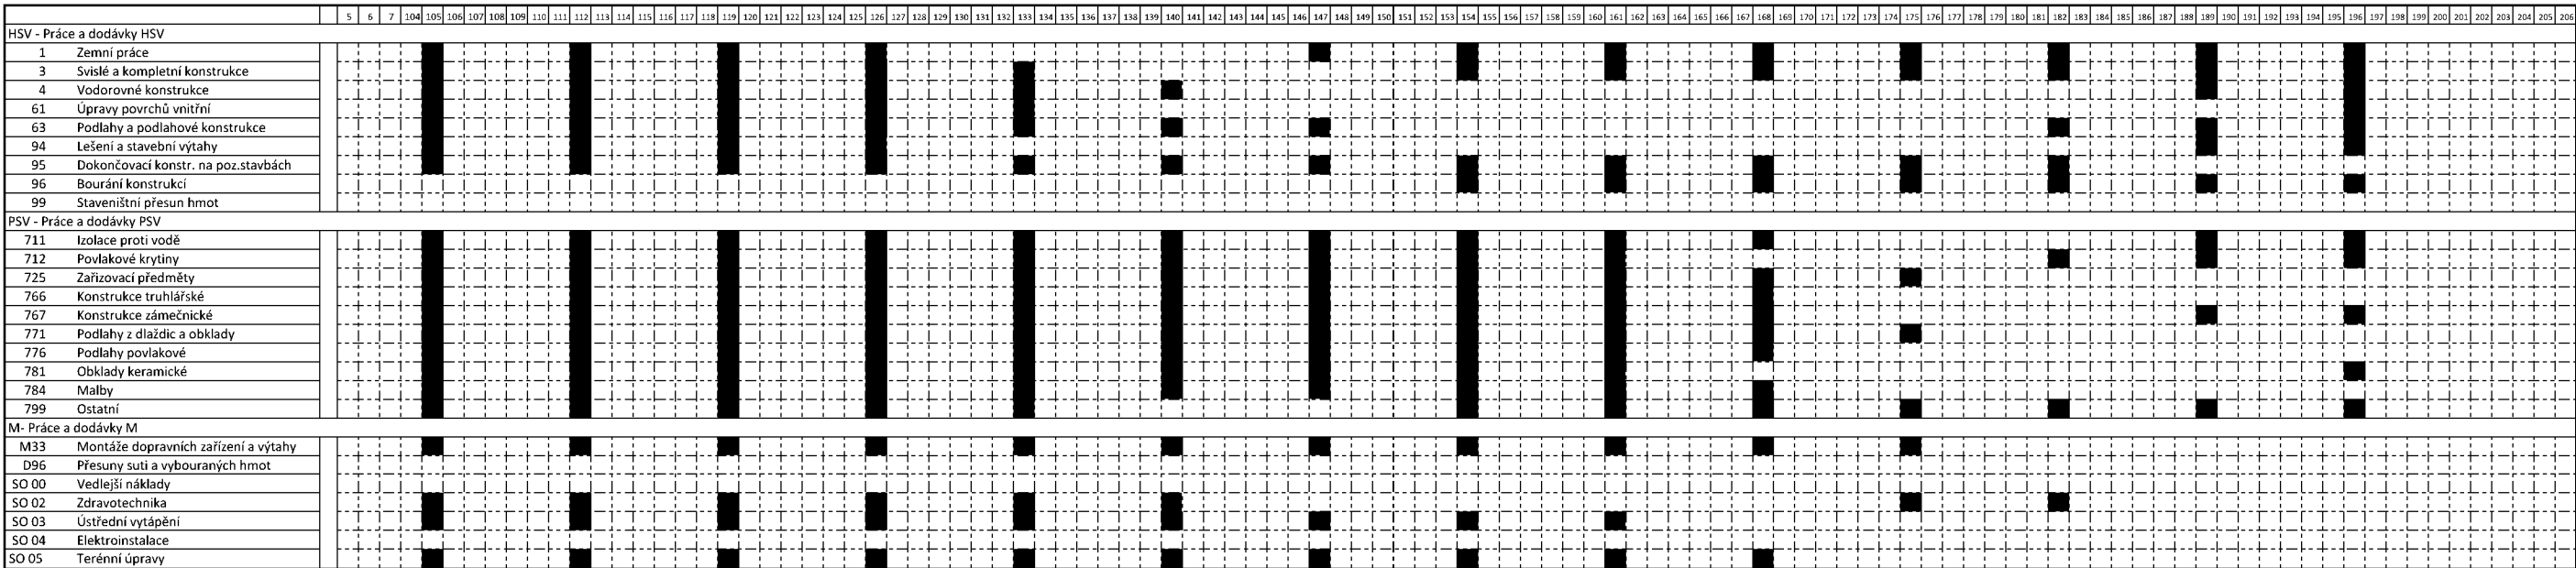 5 6 7 104 105 106 107 108 109 110 111 112 113 114 115 116 117 118 119 120 121 122 123 124 125 126 127 128 129 130 131 132 133 134 135 136 137 138 139 140 141 142 143 144 145 146 147 148 149 150 151 152 153 154 155 156 157 158 159 160 161 162 163 164 165 166 167 168 169 170 171 172 173 174 175 176 177 178 179 180 181 182 183 184 185 186 187 188 189 190 191 192 193 194 195 196 197 198 199 200 201 202 203 204 205 206
HSV - Práce a dodávky HSV
1 Zemní práce
3 Svislé a kompletní konstrukce
4 Vodorovné konstrukce
61 Úpravy povrchů vnitřní
63 Podlahy a podlahové konstrukce
94 Lešení a stavební výtahy
95 Dokončovací konstr. na poz.stavbách
96 Bourání konstrukcí
99 Staveništní přesun hmot
PSV - Práce a dodávky PSV
711 Izolace proti vodě
712 Povlakové krytiny
725 Zařizovací předměty
766 Konstrukce truhlářské
767 Konstrukce zámečnické
771 Podlahy z dlaždic a obklady
776 Podlahy povlakové
781 Obklady keramické
784 Malby
799 Ostatní
M- Práce a dodávky M
M33 Montáže dopravních zařízení a výtahy
D96 Přesuny suti a vybouraných hmot
SO 00 Vedlejší náklady
SO 02 Zdravotechnika
SO 03 Ústřední vytápění
SO 04 Elektroinstalace
SO 05 Terénní úpravy